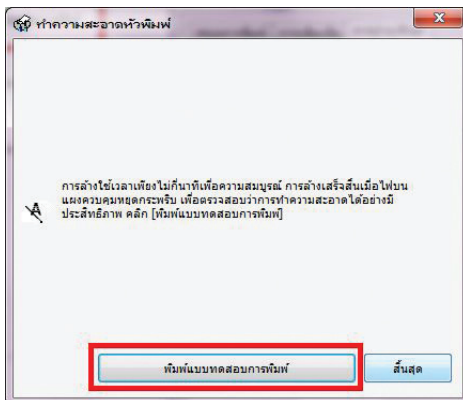 ทำความสะอาดหัวพิมพ์
การล้างใช้เวลาเพียงไม่กี่นาทีเพื่อความสมบูรณ์ การล้างเสร็จสิ้นเมื่อไฟบน
แผงควบคุมหยุดกระพริบ เพื่อตรวจสอบว่าการทำความสะอาดได้อย่างมี
ประสิทธิภาพ คลิก [พิมพ์แบบทดสอบการพิมพ์]
พิมพ์แบบทดสอบการพิมพ์ สิ้นสุด